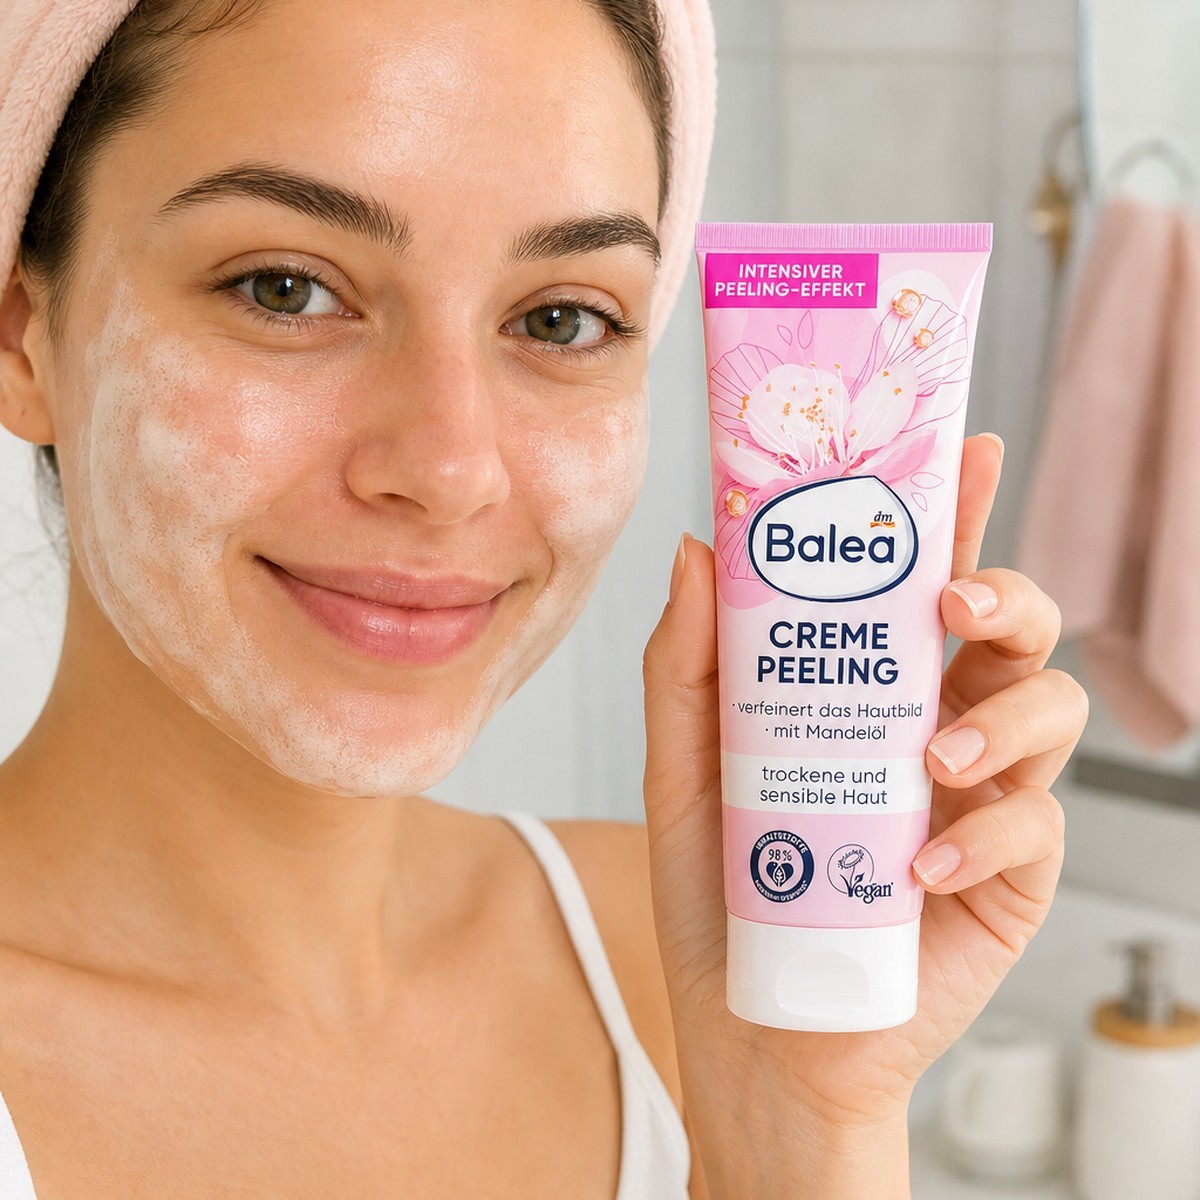 INTENSIVER
PEELING-EFFEKT
dm
Balea
CREME
PEELING
· verfeinert das Hautbild
· mit Mandelöl
trockene und
sensible Haut
98 %
Vegan